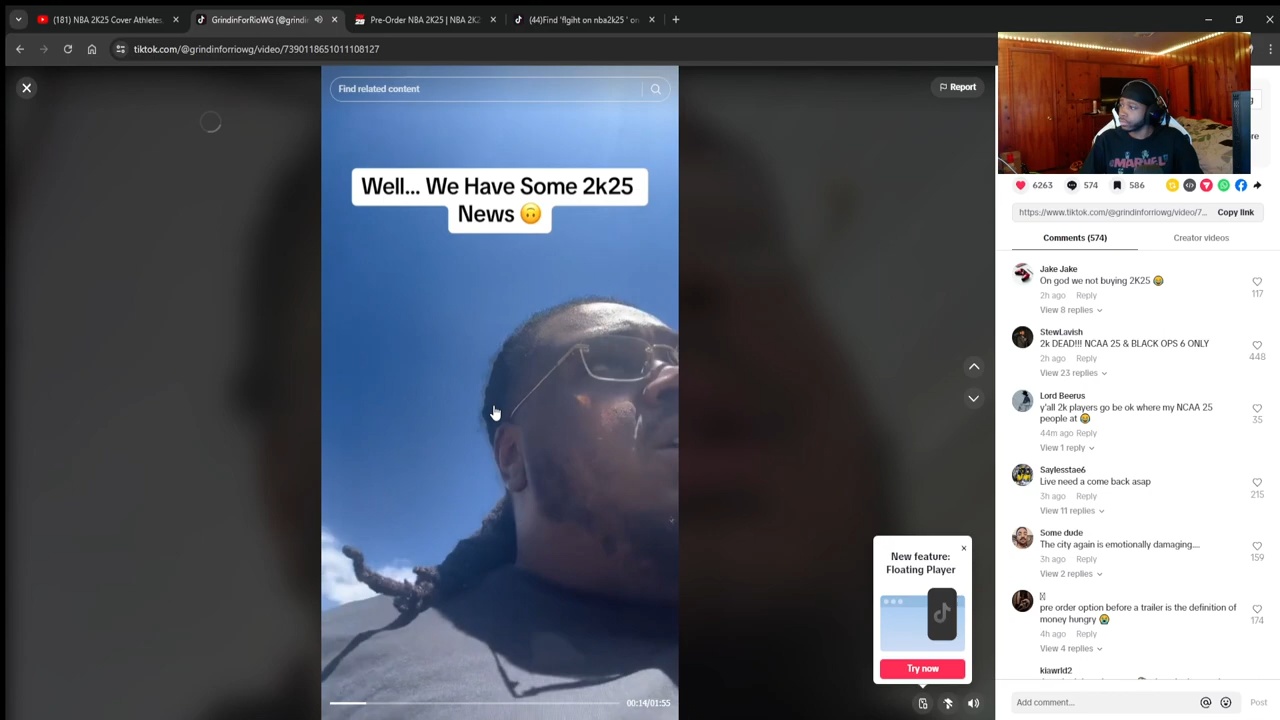 (181) NBA 2K25 Cover Athletes
GrindinForRioWG (@grindi
Pre-Order NBA 2K25 | NBA 2K
(44)Find 'flgiht on nba2k25 ' on
tiktok.com/@grindinforriowg/video/7390118651011108127
Find related content
Report
Well... We Have Some 2k25
News 🙃
MARVEL
6263
574
586
https://www.tiktok.com/@grindinforriowg/video/7...
Copy link
Comments (574)
Creator videos
Jake Jake
On god we not buying 2K25 😂
2h ago Reply
117
View 8 replies
StewLavish
2k DEAD!!! NCAA 25 & BLACK OPS 6 ONLY
2h ago Reply
448
View 23 replies
Lord Beerus
y'all 2k players go be ok where my NCAA 25
people at 😂
44m ago Reply
35
View 1 reply
Saylesstae6
Live need a come back asap
3h ago Reply
215
View 11 replies
Some dude
The city again is emotionally damaging....
3h ago Reply
159
View 2 replies
pre order option before a trailer is the definition of
money hungry 😭
4h ago Reply
174
View 4 replies
kiawrld2
New feature:
Floating Player
Try now
00:14/01:55
Add comment...
Post